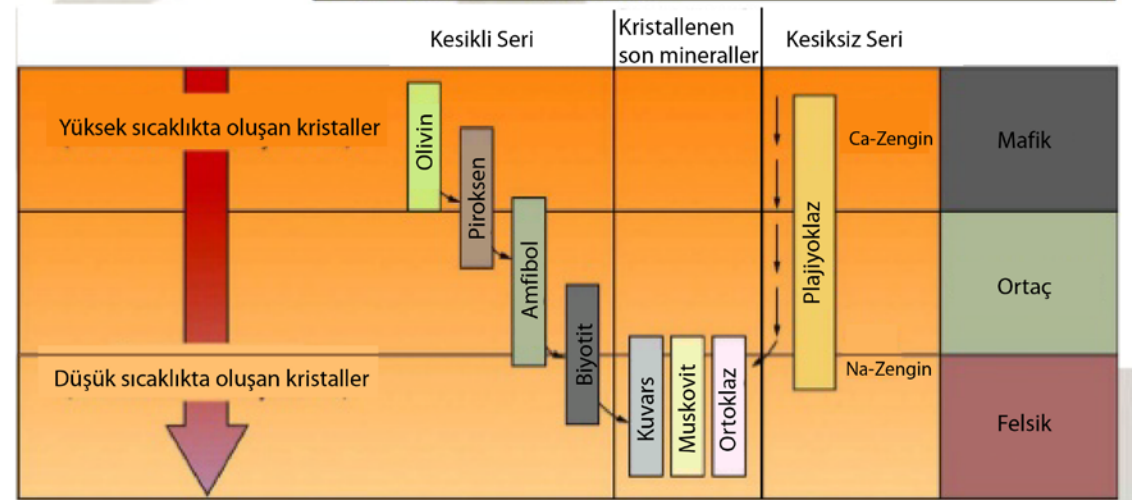 Kesikli Seri
Kristallenen
son mineraller
Kesiksiz Seri
Yüksek sıcaklıkta oluşan kristaller
Olivin
Piroksen
Amfibol
Biyotit
Kuvars
Muskovit
Ortoklaz
Plajiyoklaz
Ca-Zengin
Mafik
Ortaç
Düşük sıcaklıkta oluşan kristaller
Na-Zengin
Felsik